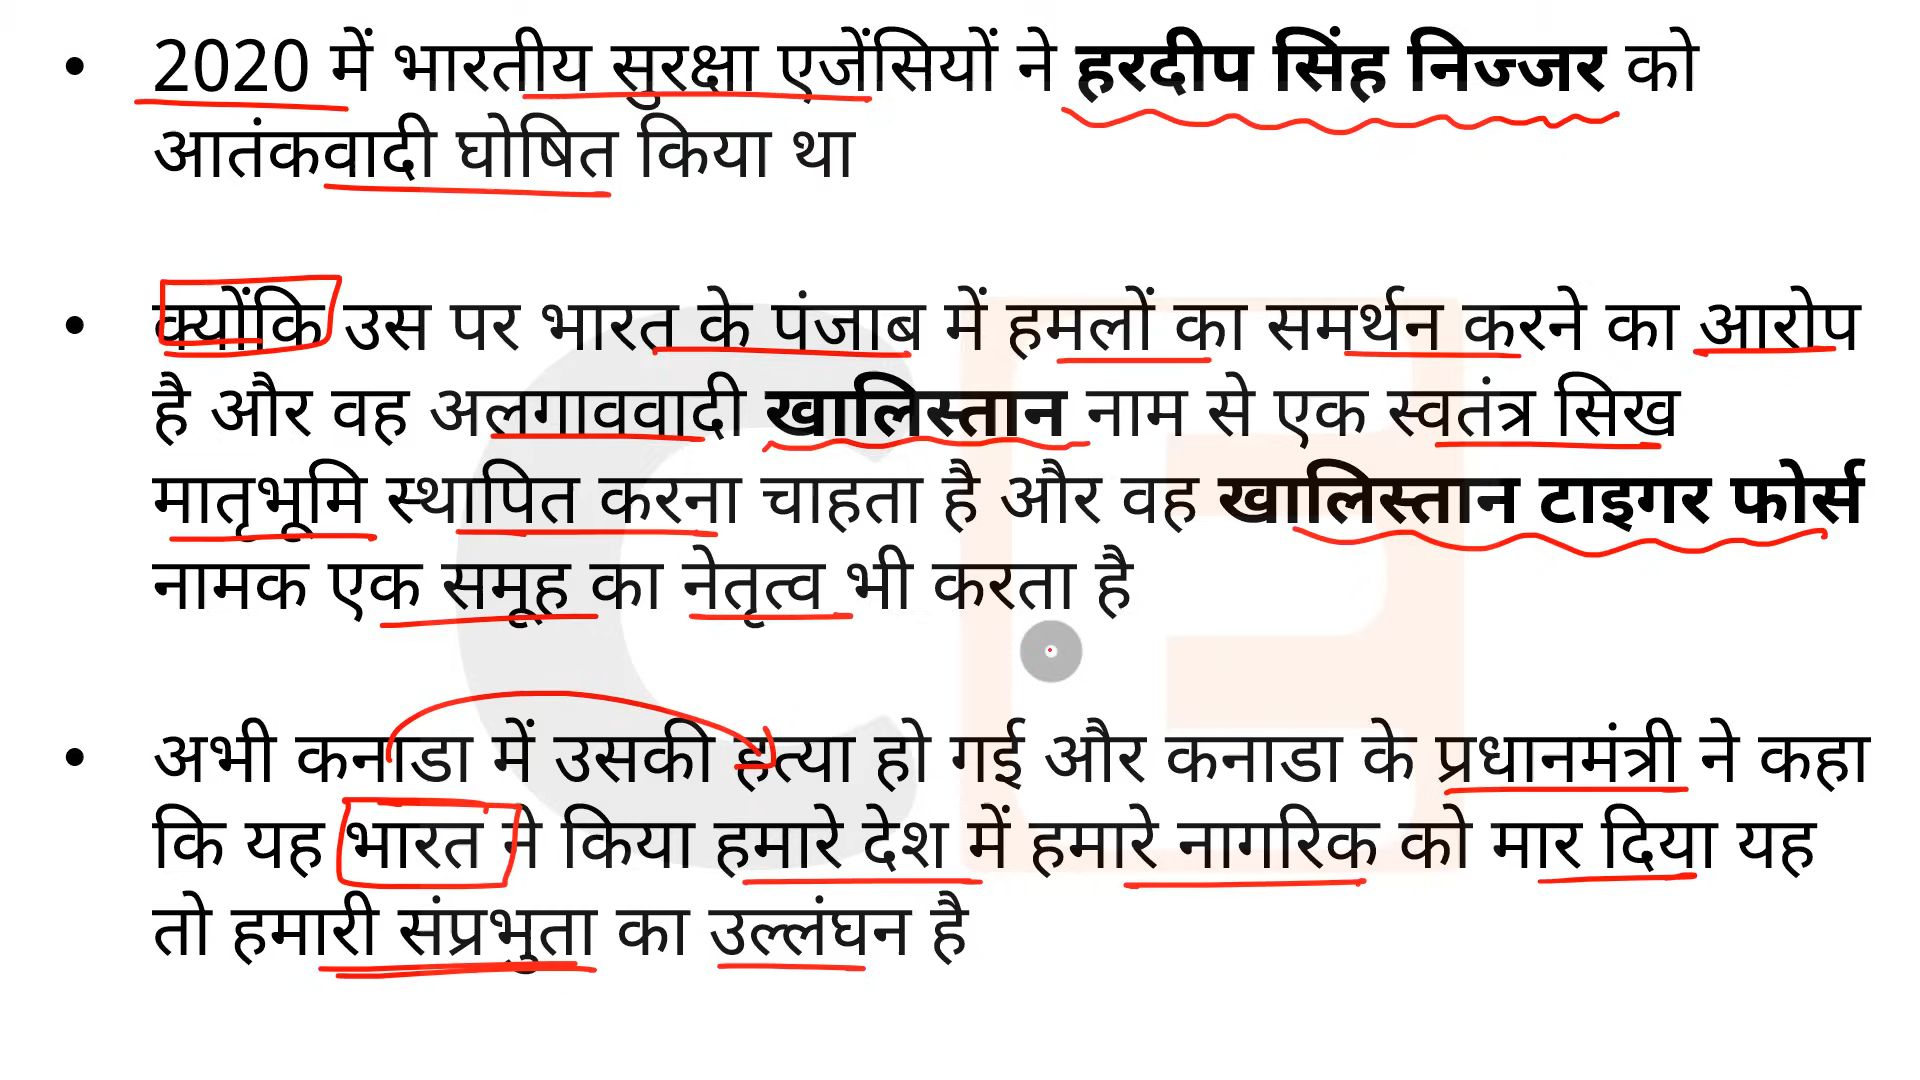 • 2020 में भारतीय सुरक्षा एजेंसियों ने हरदीप सिंह निज्जर को
आतंकवादी घोषित किया था
• क्योंकि उस पर भारत के पंजाब में हमलों का समर्थन करने का आरोप
है और वह अलगाववादी खालिस्तान नाम से एक स्वतंत्र सिख
मातृभूमि स्थापित करना चाहता है और वह खालिस्तान टाइगर फोर्स
नामक एक समूह का नेतृत्व भी करता है
• अभी कनाडा में उसकी हत्या हो गई और कनाडा के प्रधानमंत्री ने कहा
कि यह भारत ने किया हमारे देश में हमारे नागरिक को मार दिया यह
तो हमारी संप्रभुता का उल्लंघन है